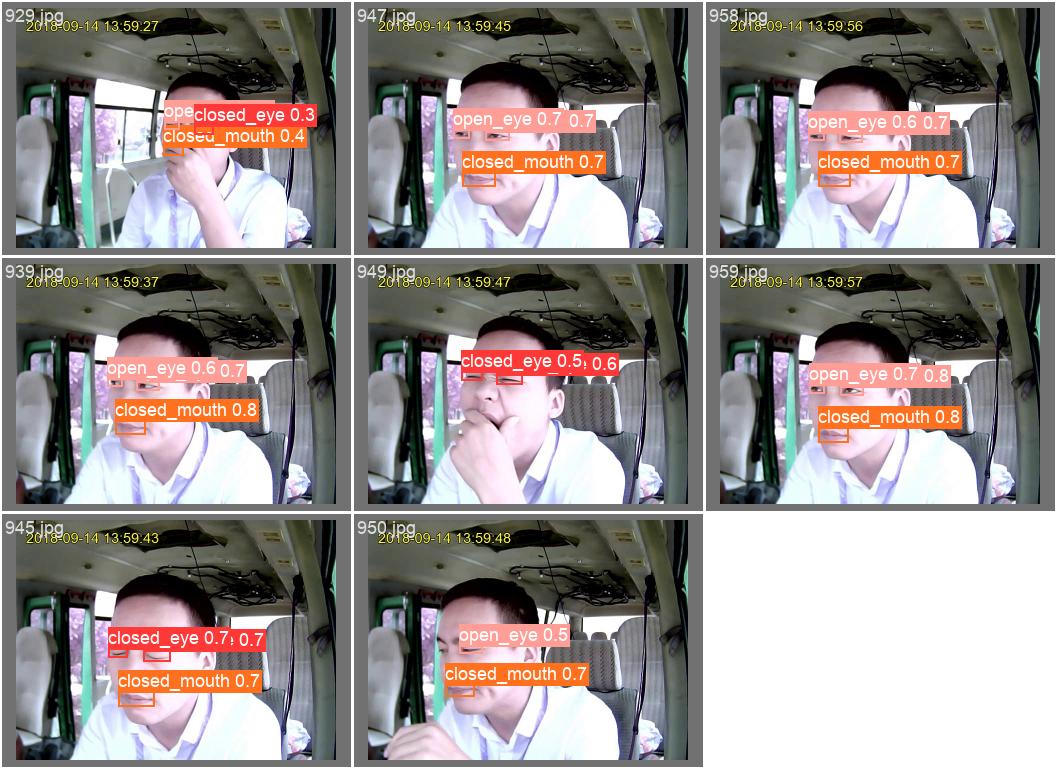 929.jpg
2018-09-14 13:59:27
ope
closed_eye 0.3
closed_mouth 0.4
947.jpg
2018-09-14 13:59:45
open_eye 0.7 0.7
closed_mouth 0.7
958.jpg
2018-09-14 13:59:56
open_eye 0.6 0.7
closed_mouth 0.7
939.jpg
2018-09-14 13:59:37
open_eye 0.6 0.7
closed_mouth 0.8
949.jpg
2018-09-14 13:59:47
closed_eye 0.5 0.6
959.jpg
2018-09-14 13:59:57
open_eye 0.7 0.8
closed_mouth 0.8
945.jpg
2018-09-14 13:59:43
closed_eye 0.7 0.7
closed_mouth 0.7
950.jpg
2018-09-14 13:59:48
open_eye 0.5
closed_mouth 0.7